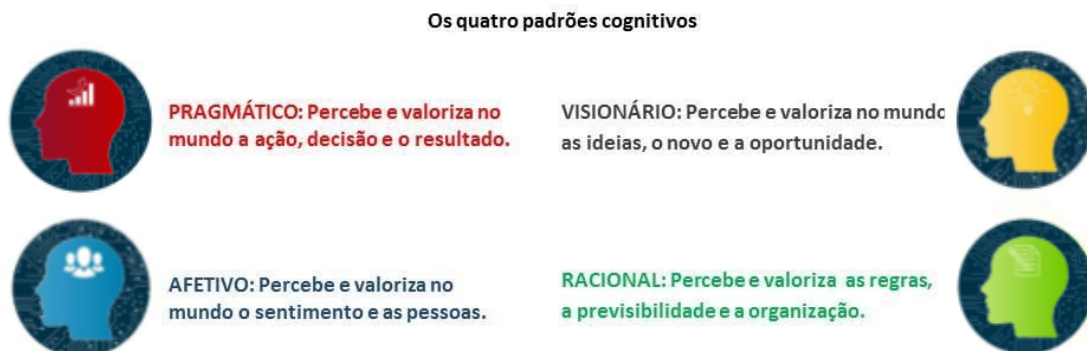 Os quatro padrões cognitivos
PRAGMÁTICO: Percebe e valoriza no
mundo a ação, decisão e o resultado.
VISIONÁRIO: Percebe e valoriza no mundo
as ideias, o novo e a oportunidade.
AFETIVO: Percebe e valoriza no
mundo o sentimento e as pessoas.
RACIONAL: Percebe e valoriza as regras,
a previsibilidade e a organização.